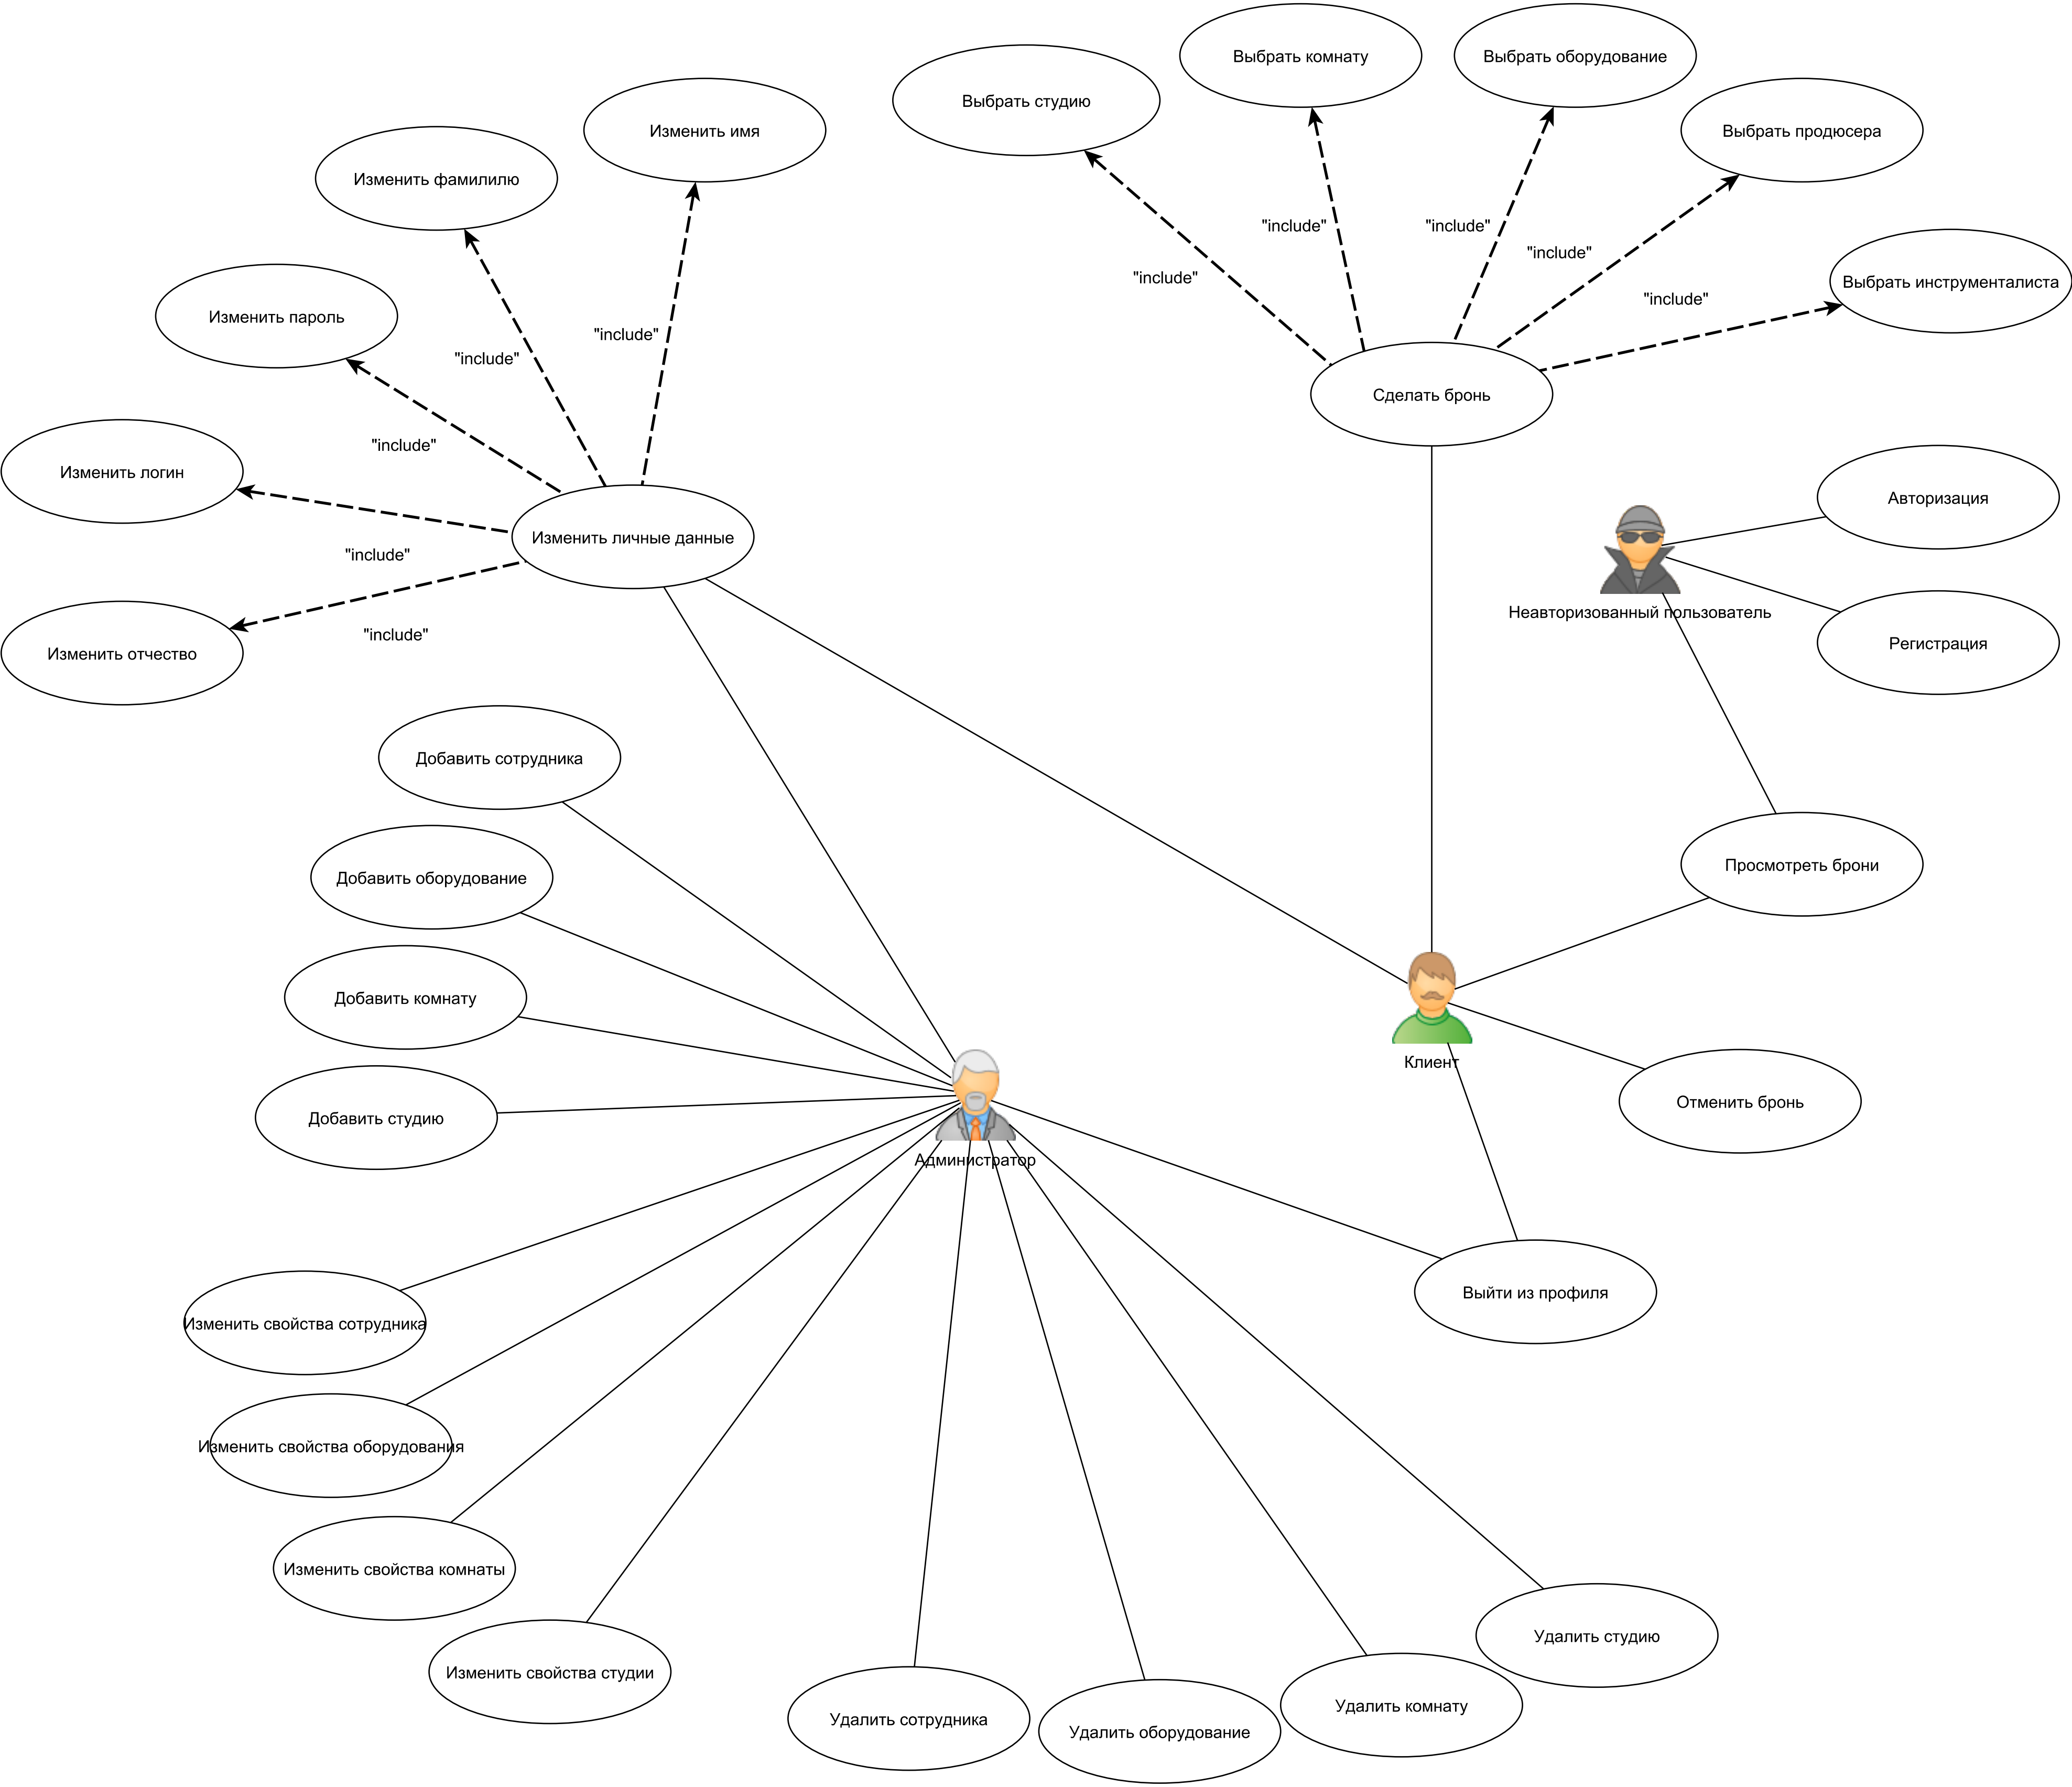 Выбрать комнату
Выбрать оборудование
Выбрать студию
Выбрать продюсера
Изменить имя
Изменить фамилилю
"include"
"include"
"include"
"include"
Выбрать инструменталиста
"include"
Изменить пароль
"include"
"include"
Сделать бронь
"include"
Изменить логин
Авторизация
Изменить личные данные
"include"
Неавторизованный пользователь
"include"
Регистрация
Изменить отчество
Добавить сотрудника
Просмотреть брони
Добавить оборудование
Добавить комнату
Клиент
Отменить бронь
Добавить студию
Администратор
Выйти из профиля
Изменить свойства сотрудника
Изменить свойства оборудования
Изменить свойства комнаты
Удалить студию
Изменить свойства студии
Удалить комнату
Удалить сотрудника
Удалить оборудование